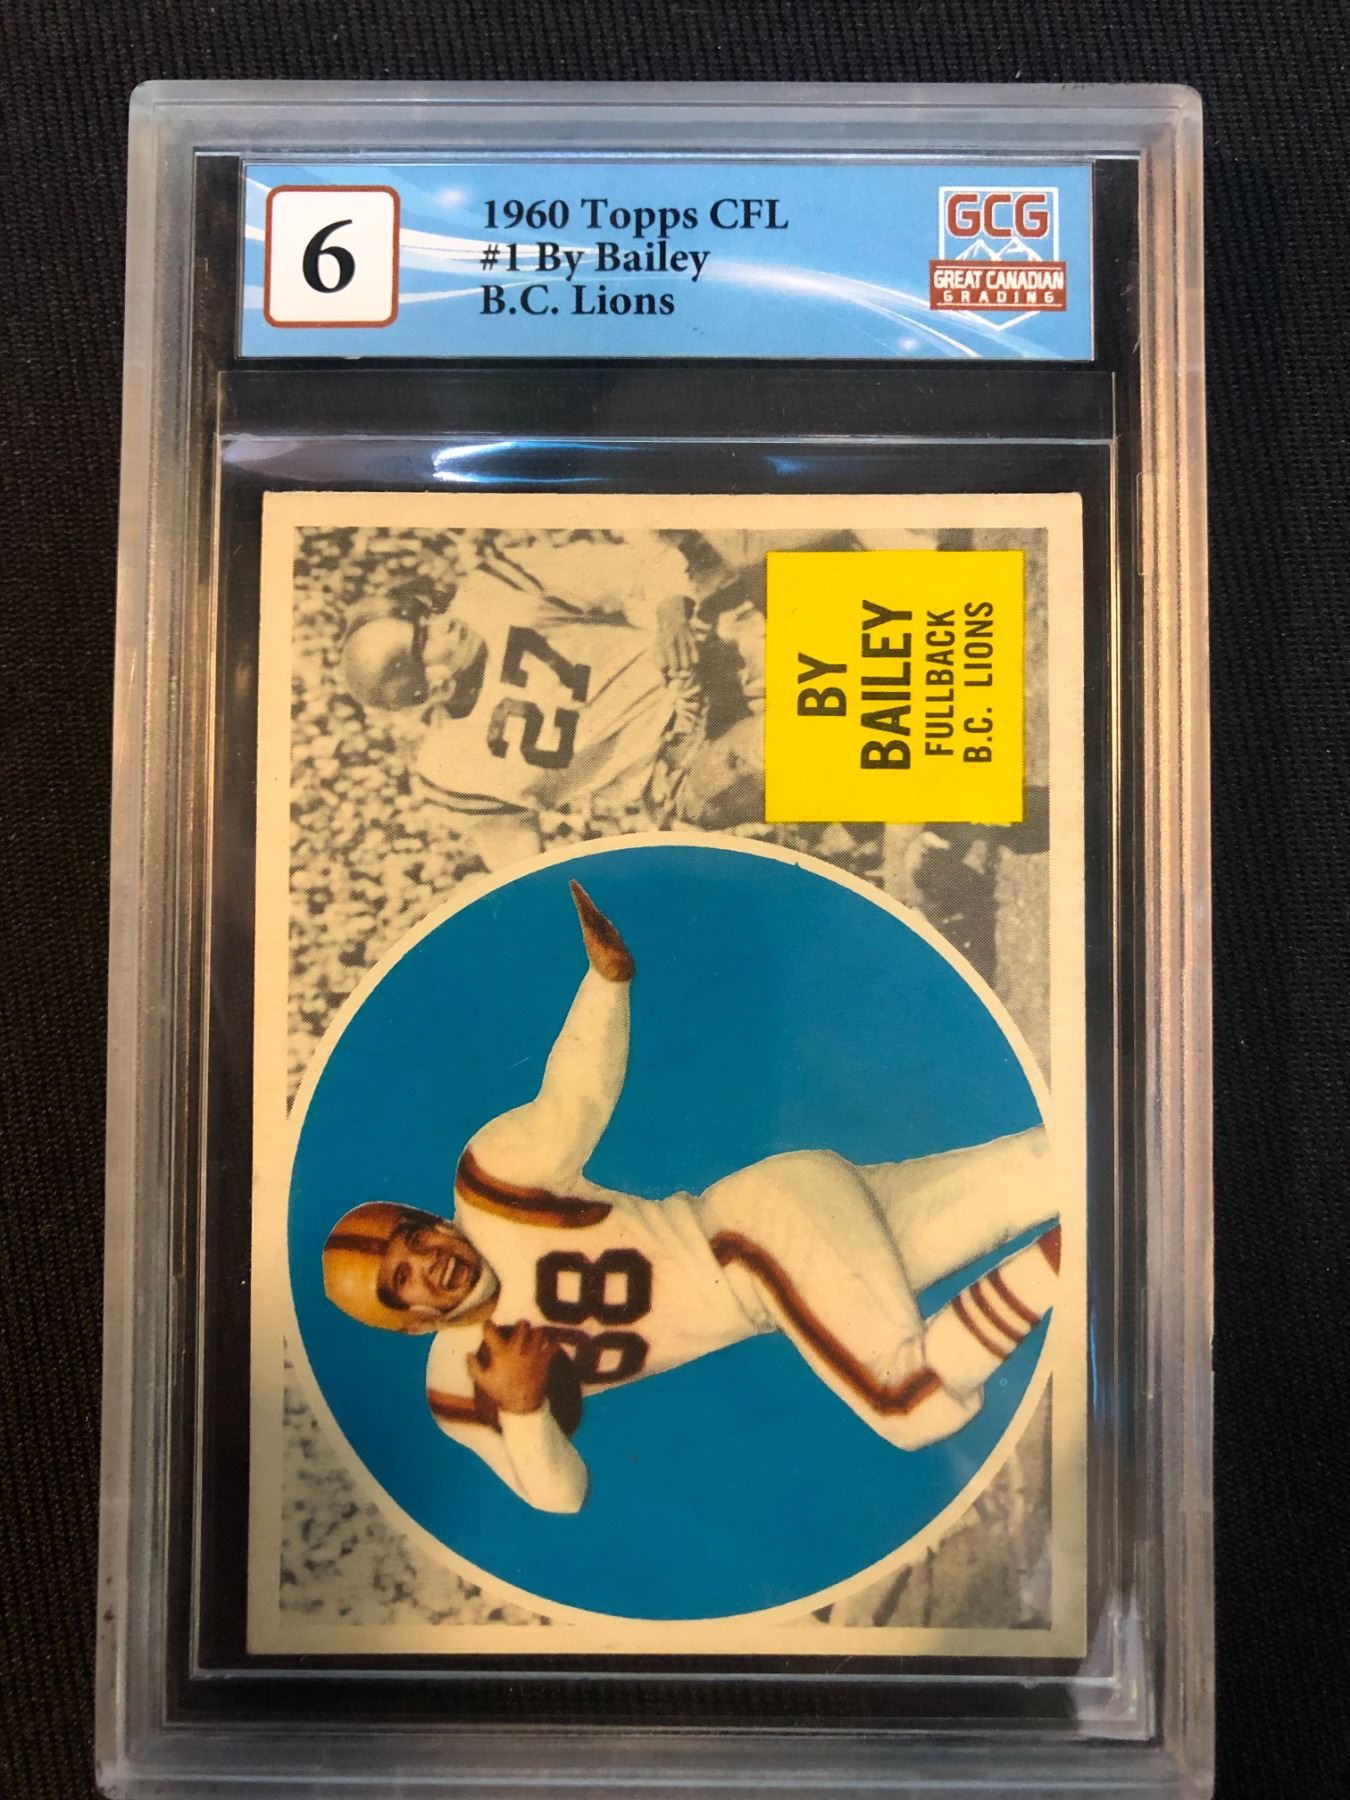 6
1960 Topps CFL
#1 By Bailey
B.C. Lions
GCG
GREAT CANADIAN
GRADING
BY
BAILEY
FULLBACK
B.C. LIONS
27
88